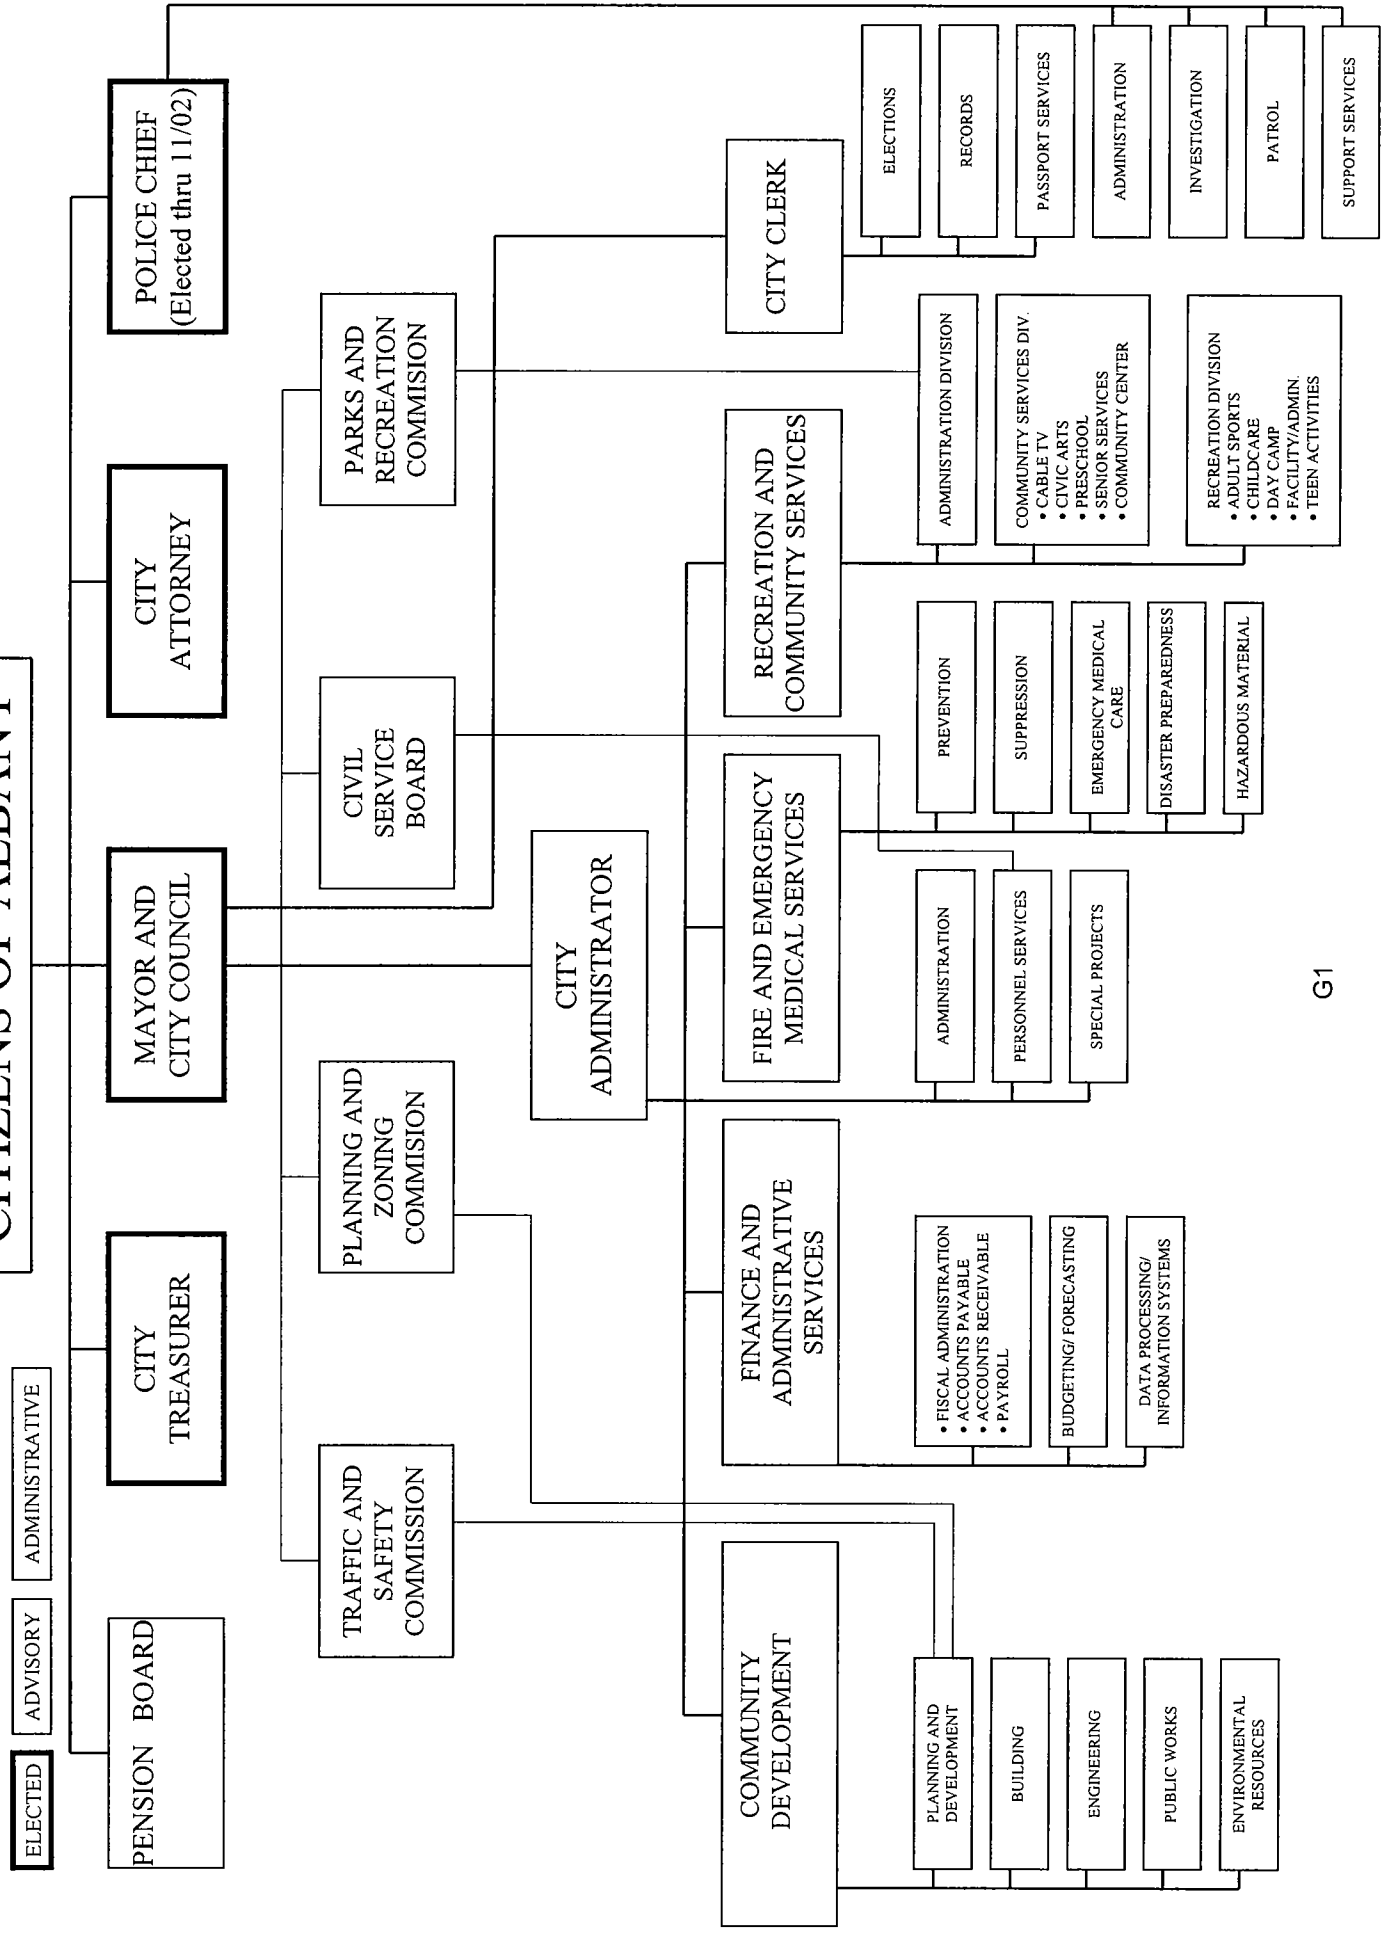 CITIZENS OF ALBANY
ELECTED
ADVISORY
ADMINISTRATIVE
PENSION BOARD
CITY
TREASURER
MAYOR AND
CITY COUNCIL
CITY
ATTORNEY
POLICE CHIEF
(Elected thru 11/02)
TRAFFIC AND
SAFETY
COMMISSION
PLANNING AND
ZONING
COMMISION
CIVIL
SERVICE
BOARD
PARKS AND
RECREATION
COMMISION
CITY
ADMINISTRATOR
COMMUNITY
DEVELOPMENT
FINANCE AND
ADMINISTRATIVE
SERVICES
FIRE AND EMERGENCY
MEDICAL SERVICES
RECREATION AND
COMMUNITY SERVICES
CITY CLERK
PLANNING AND
DEVELOPMENT
BUILDING
ENGINEERING
PUBLIC WORKS
ENVIRONMENTAL
RESOURCES
• FISCAL ADMINISTRATION
• ACCOUNTS PAYABLE
• ACCOUNTS RECEIVABLE
• PAYROLL
BUDGETING/ FORECASTING
DATA PROCESSING/
INFORMATION SYSTEMS
ADMINISTRATION
PERSONNEL SERVICES
SPECIAL PROJECTS
PREVENTION
SUPPRESSION
EMERGENCY MEDICAL
CARE
DISASTER PREPAREDNESS
HAZARDOUS MATERIAL
ADMINISTRATION DIVISION
COMMUNITY SERVICES DIV.
• CABLE TV
• CIVIC ARTS
• PRESCHOOL
• SENIOR SERVICES
• COMMUNITY CENTER
RECREATION DIVISION
• ADULT SPORTS
• CHILDCARE
• DAY CAMP
• FACILITY/ADMIN.
• TEEN ACTIVITIES
ELECTIONS
RECORDS
PASSPORT SERVICES
ADMINISTRATION
INVESTIGATION
PATROL
SUPPORT SERVICES
G1